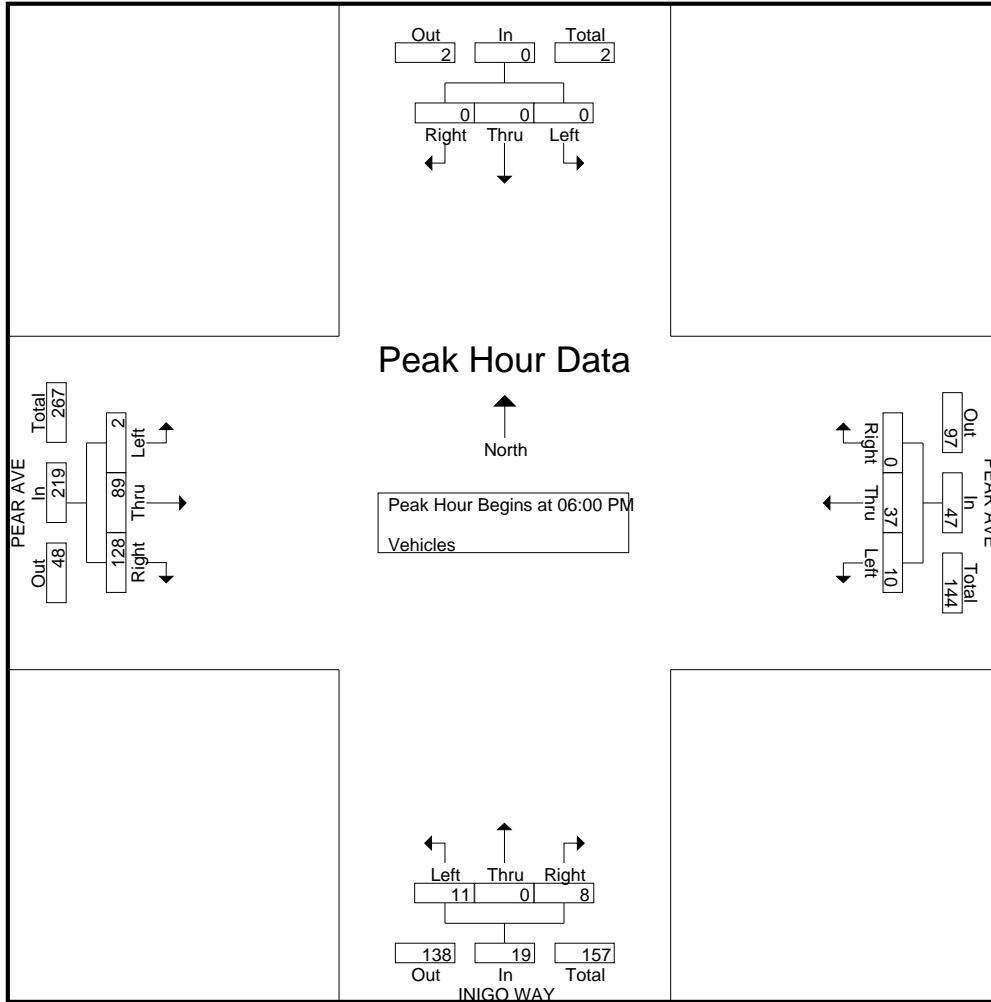 Out In Total
2 0 2
0 0 0
Right Thru Left
Peak Hour Data
North
Peak Hour Begins at 06:00 PM
Vehicles
PEAR AVE
Out In Total
48 219 267
128 89 2
Right Thru Left
PEAR AVE
Out In Total
97 47 144
0 37 10
Right Thru Left
Left Thru Right
11 0 8
138 19 157
Out In Total
INIGO WAY